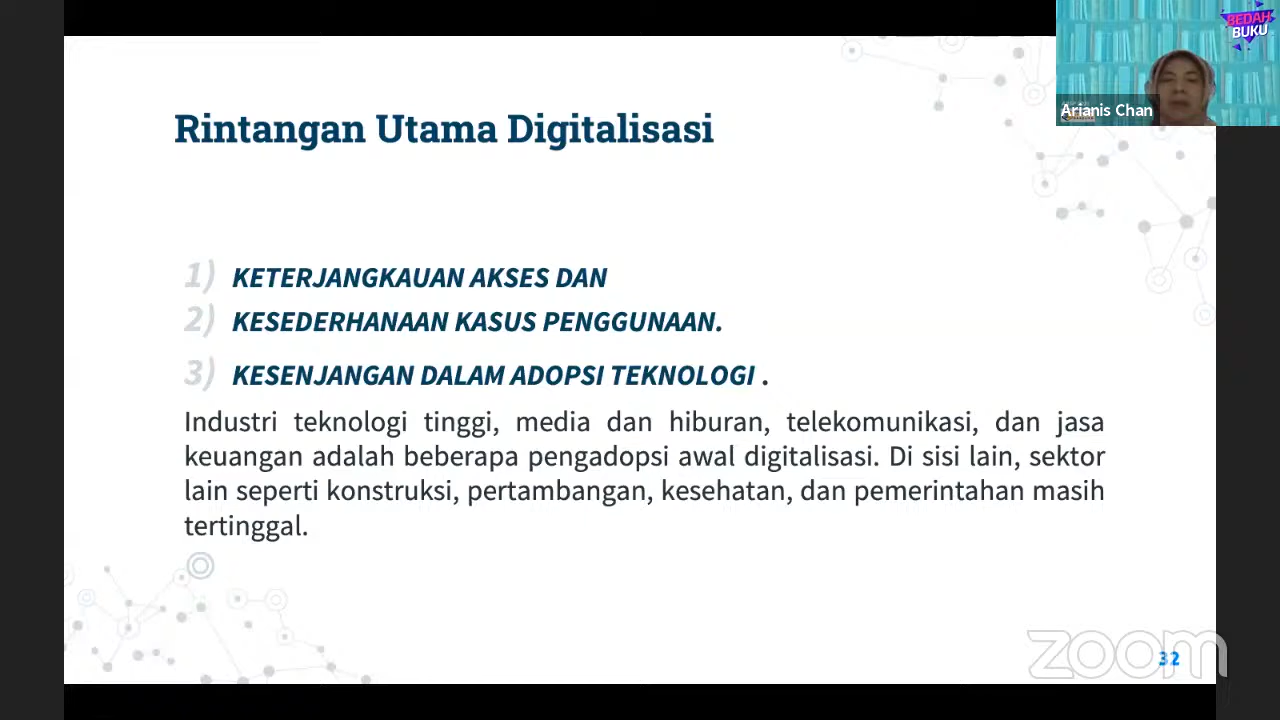 BEDAH
BUKU
Arianis Chan
Rintangan Utama Digitalisasi
1) KETERJANGKAUAN AKSES DAN
2) KESEDERHANAAN KASUS PENGGUNAAN.
3) KESENJANGAN DALAM ADOPSI TEKNOLOGI .
Industri teknologi tinggi, media dan hiburan, telekomunikasi, dan jasa
keuangan adalah beberapa pengadopsi awal digitalisasi. Di sisi lain, sektor
lain seperti konstruksi, pertambangan, kesehatan, dan pemerintahan masih
tertinggal.
zoom
32